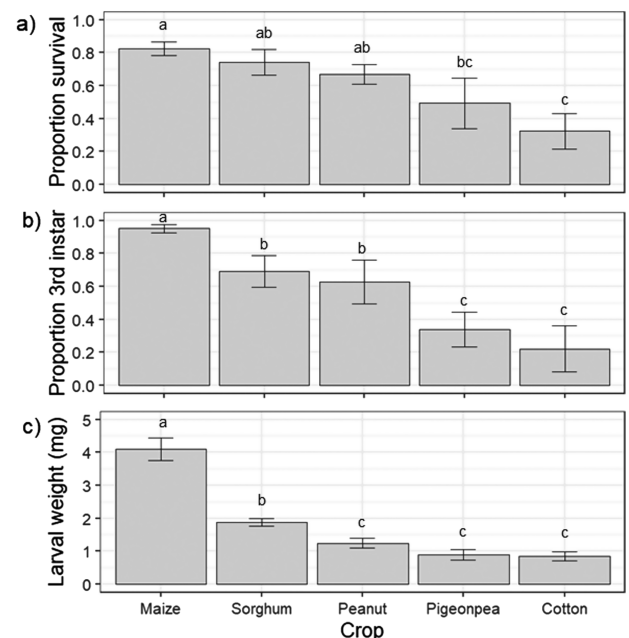 a)
Proportion survival
1.0
0.8
0.6
0.4
0.2
0.0
a
ab
ab
bc
c
b)
Proportion 3rd instar
1.0
0.8
0.6
0.4
0.2
0.0
a
b
b
c
c
c)
Larval weight (mg)
5
4
3
2
1
0
a
b
c
c
c
Maize Sorghum Peanut Pigeonpea Cotton
Crop